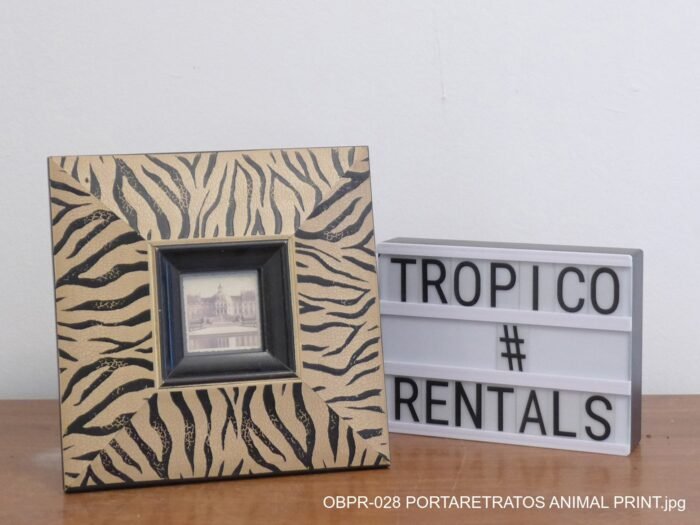 TROPICO
#
RENTALS
OBPR-028 PORTARETRATOS ANIMAL PRINT.jpg